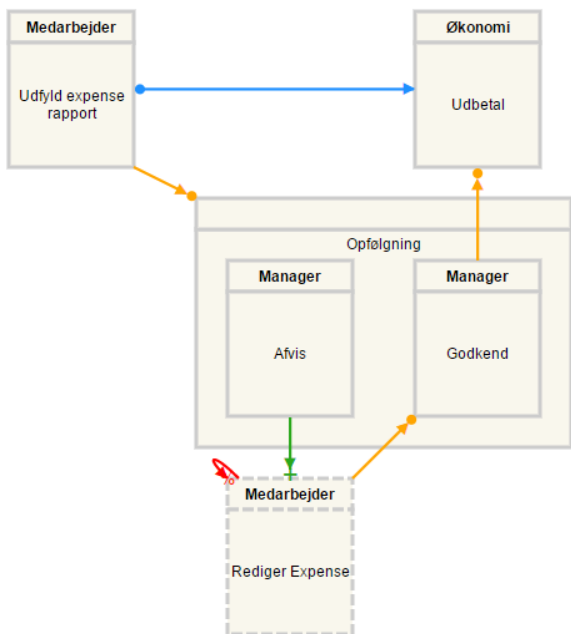 Medarbejder
Udfyld expense
rapport
Økonomi
Udbetal
Opfølgning
Manager
Afvis
Manager
Godkend
%
Medarbejder
Rediger Expense